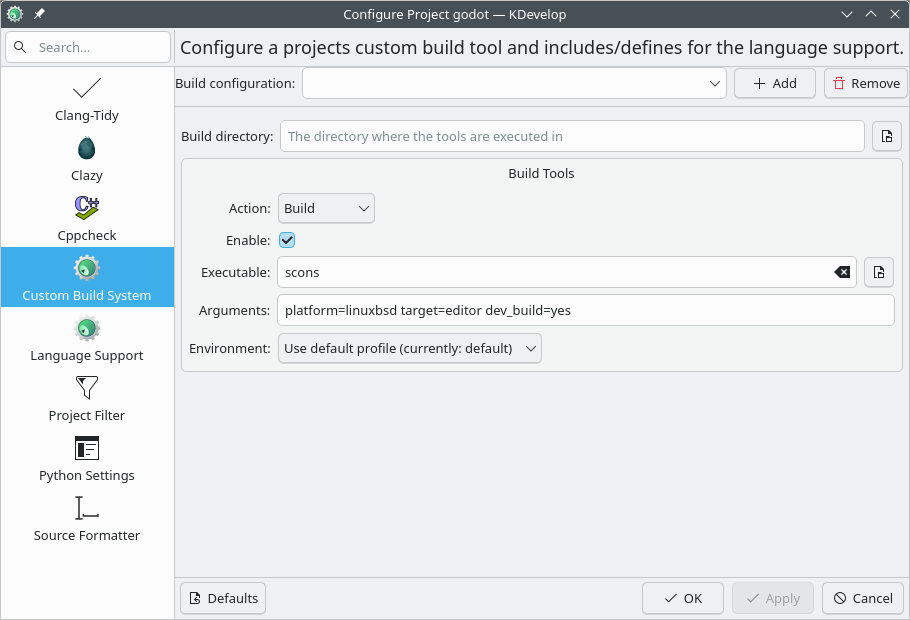 Configure Project godot — KDevelop
Search...
Configure a projects custom build tool and includes/defines for the language support.
Clang-Tidy
Clazy
Cppcheck
Custom Build System
Language Support
Project Filter
Python Settings
Source Formatter
Build configuration:
Add
Remove
Build directory:
The directory where the tools are executed in
Build Tools
Action:
Build
Enable:
Executable:
scons
Arguments:
platform=linuxbsd target=editor dev_build=yes
Environment:
Use default profile (currently: default)
Defaults
OK
Apply
Cancel